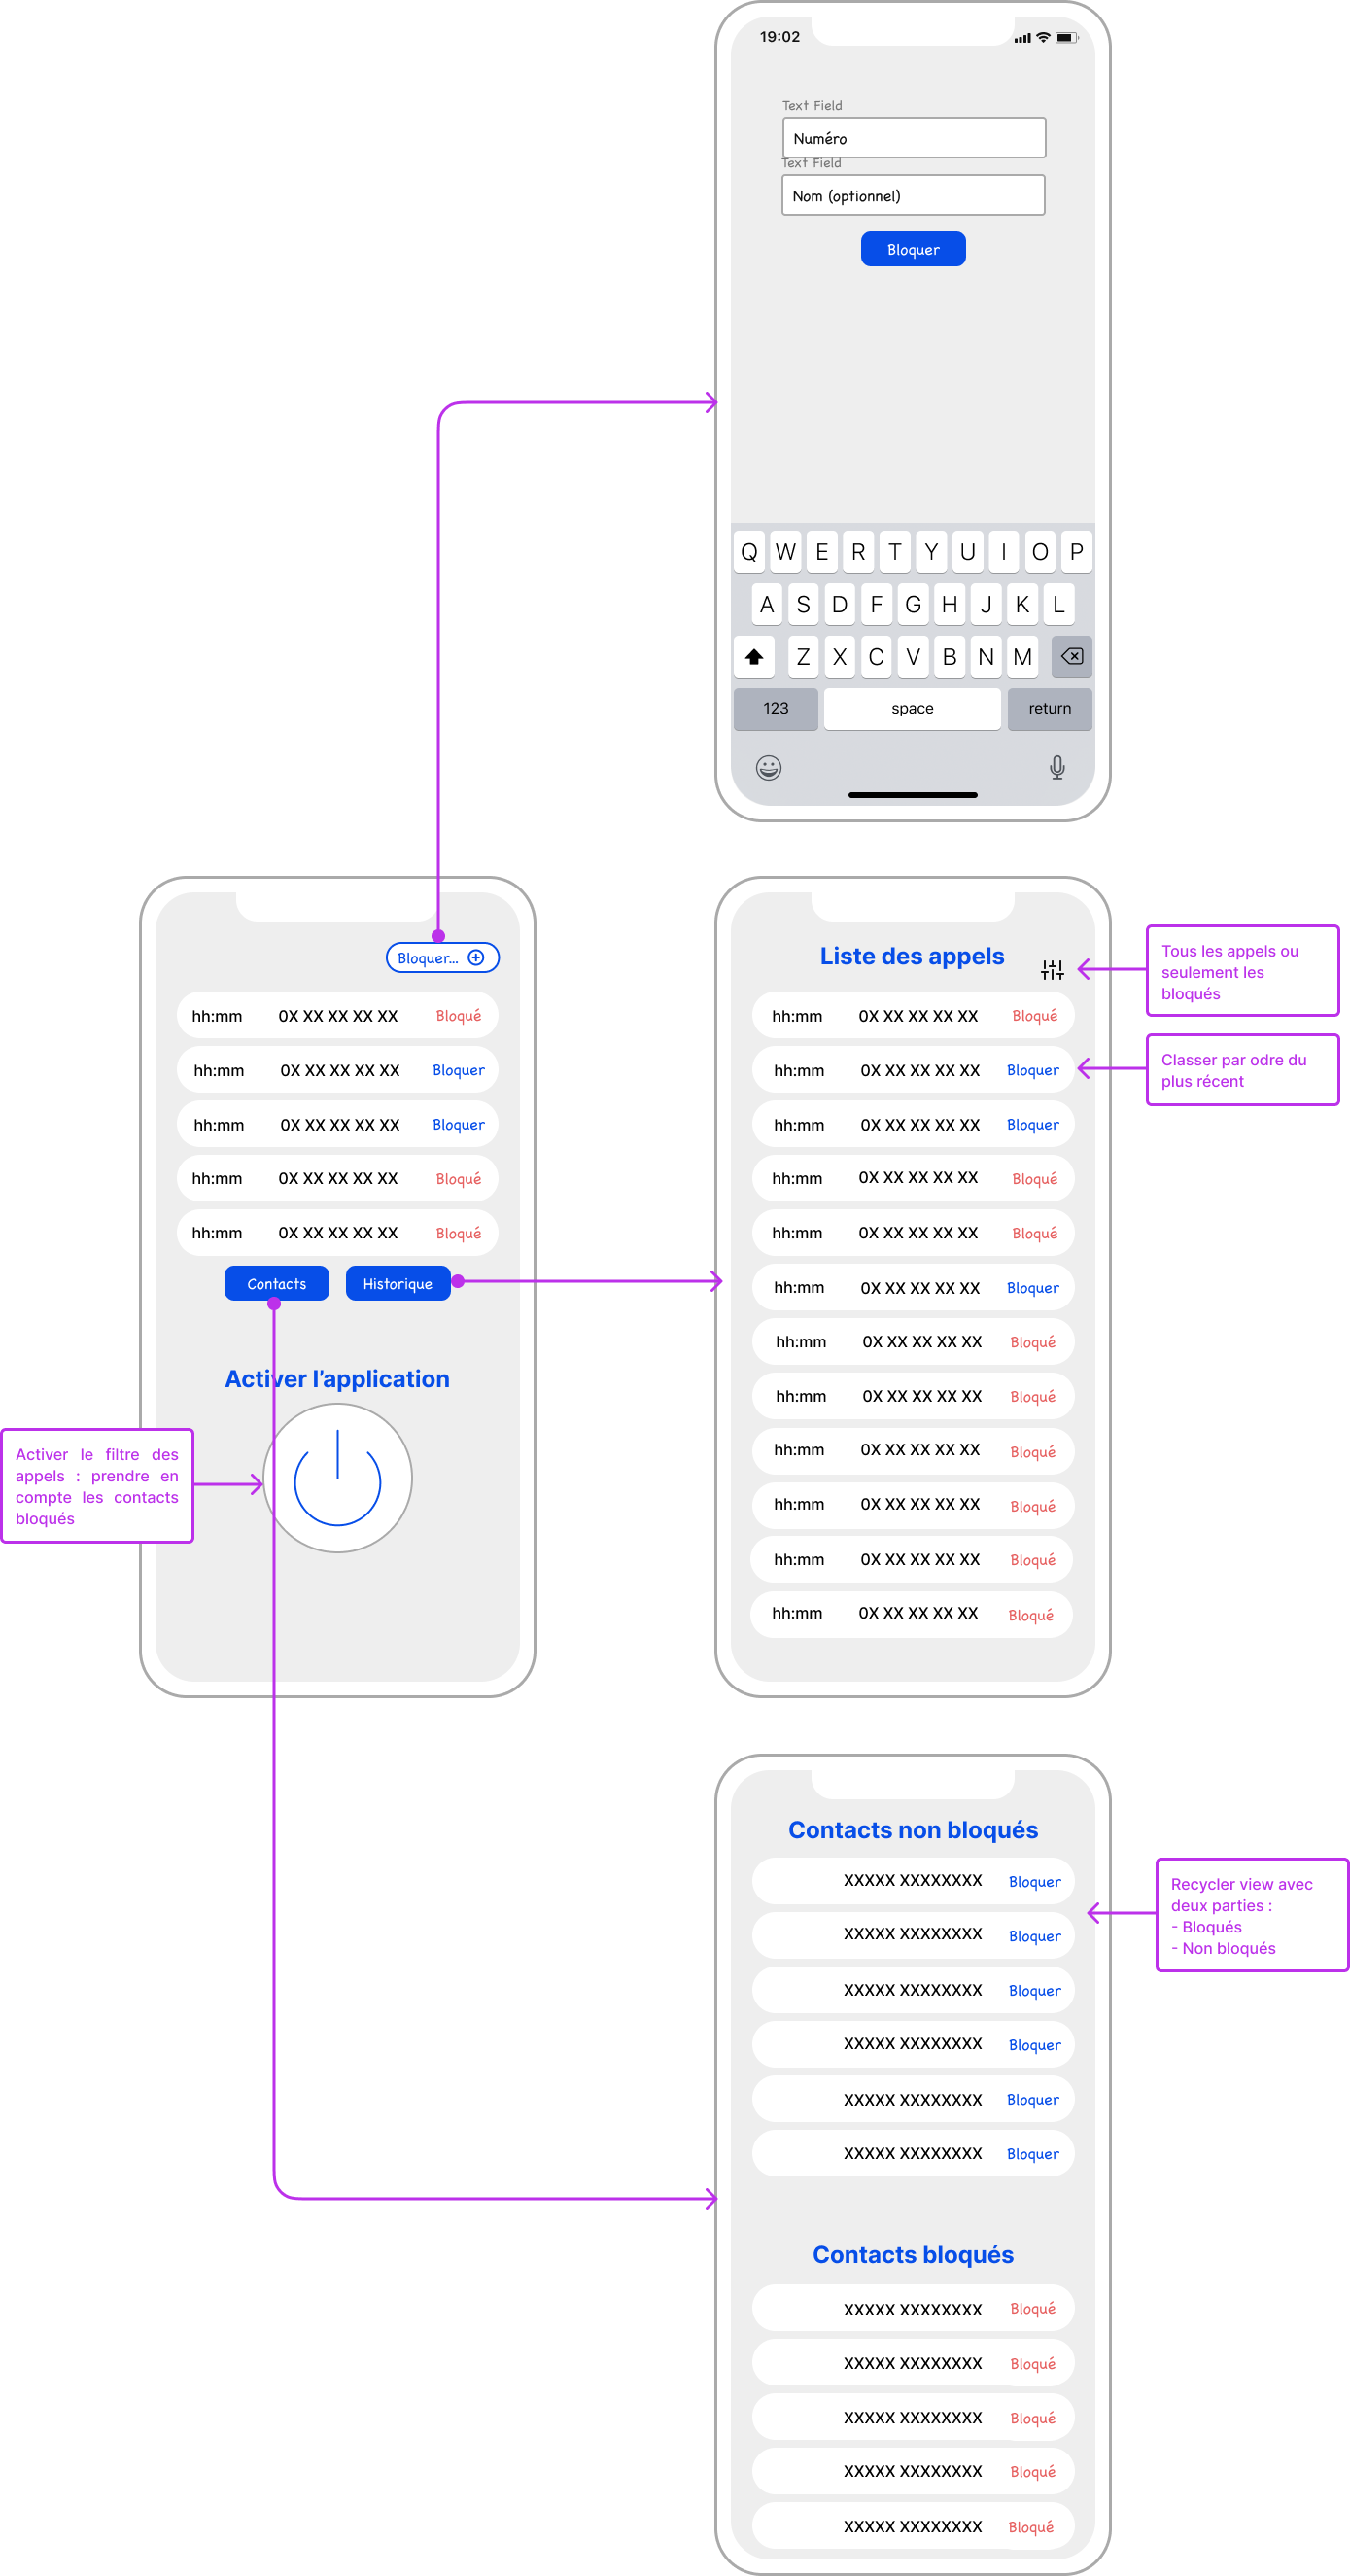 19:02
Text Field
Numéro
Text Field
Nom (optionnel)
Bloquer
Q W E R T Y U I O P
A S D F G H J K L
Z X C V B N M
123 space return
Bloquer...
hh:mm 0X XX XX XX XX Bloqué
hh:mm 0X XX XX XX XX Bloquer
hh:mm 0X XX XX XX XX Bloquer
hh:mm 0X XX XX XX XX Bloqué
hh:mm 0X XX XX XX XX Bloqué
Contacts Historique
Activer l’application
Activer le filtre des
appels : prendre en
compte les contacts
bloqués
Liste des appels
hh:mm 0X XX XX XX XX Bloqué
hh:mm 0X XX XX XX XX Bloquer
hh:mm 0X XX XX XX XX Bloquer
hh:mm 0X XX XX XX XX Bloqué
hh:mm 0X XX XX XX XX Bloqué
hh:mm 0X XX XX XX XX Bloquer
hh:mm 0X XX XX XX XX Bloqué
hh:mm 0X XX XX XX XX Bloqué
hh:mm 0X XX XX XX XX Bloqué
hh:mm 0X XX XX XX XX Bloqué
hh:mm 0X XX XX XX XX Bloqué
hh:mm 0X XX XX XX XX Bloqué
Tous les appels ou
seulement les
bloqués
Classer par odre du
plus récent
Contacts non bloqués
XXXXX XXXXXXXX Bloquer
XXXXX XXXXXXXX Bloquer
XXXXX XXXXXXXX Bloquer
XXXXX XXXXXXXX Bloquer
XXXXX XXXXXXXX Bloquer
XXXXX XXXXXXXX Bloquer
Contacts bloqués
XXXXX XXXXXXXX Bloqué
XXXXX XXXXXXXX Bloqué
XXXXX XXXXXXXX Bloqué
XXXXX XXXXXXXX Bloqué
XXXXX XXXXXXXX Bloqué
Recycler view avec
deux parties :
- Bloqués
- Non bloqués